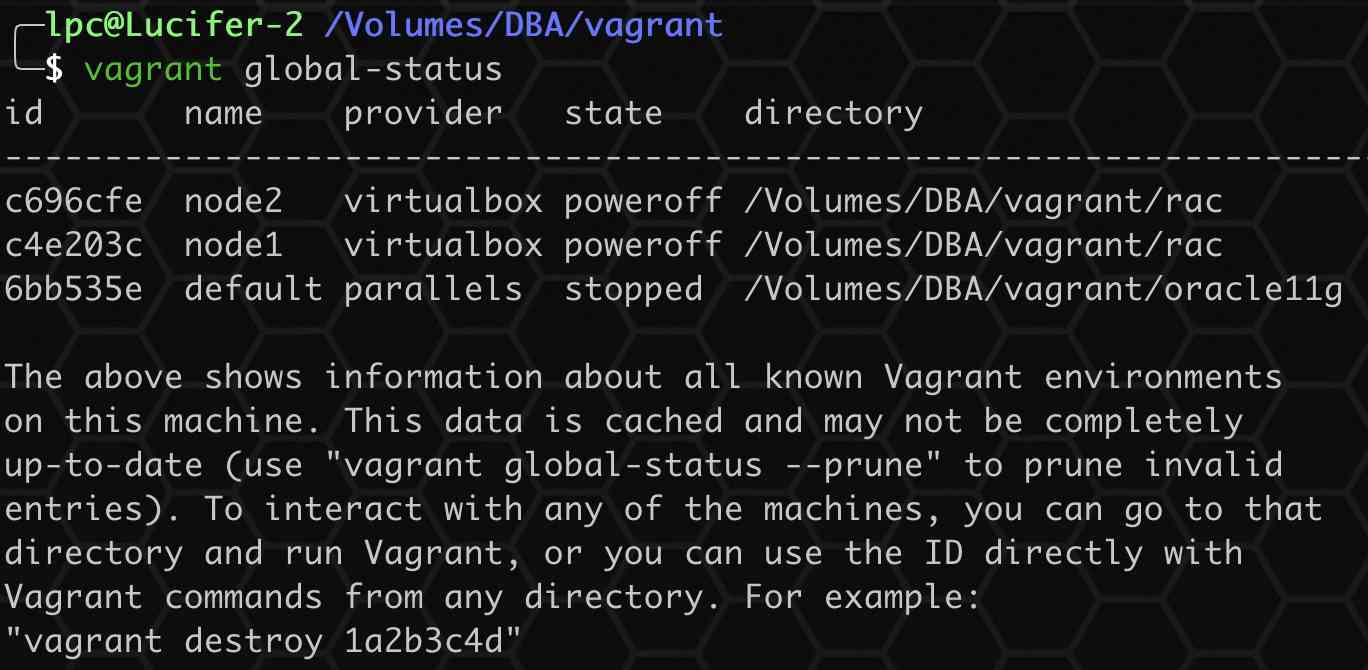 lpc@Lucifer-2 /Volumes/DBA/vagrant
$ vagrant global-status
id       name    provider   state    directory
--------------------------------------------------------------------
c696cfe  node2   virtualbox poweroff /Volumes/DBA/vagrant/rac
c4e203c  node1   virtualbox poweroff /Volumes/DBA/vagrant/rac
6bb535e  default parallels  stopped  /Volumes/DBA/vagrant/oracle11g
The above shows information about all known Vagrant environments
on this machine. This data is cached and may not be completely
up-to-date (use "vagrant global-status --prune" to prune invalid
entries). To interact with any of the machines, you can go to that
directory and run Vagrant, or you can use the ID directly with
Vagrant commands from any directory. For example:
"vagrant destroy 1a2b3c4d"